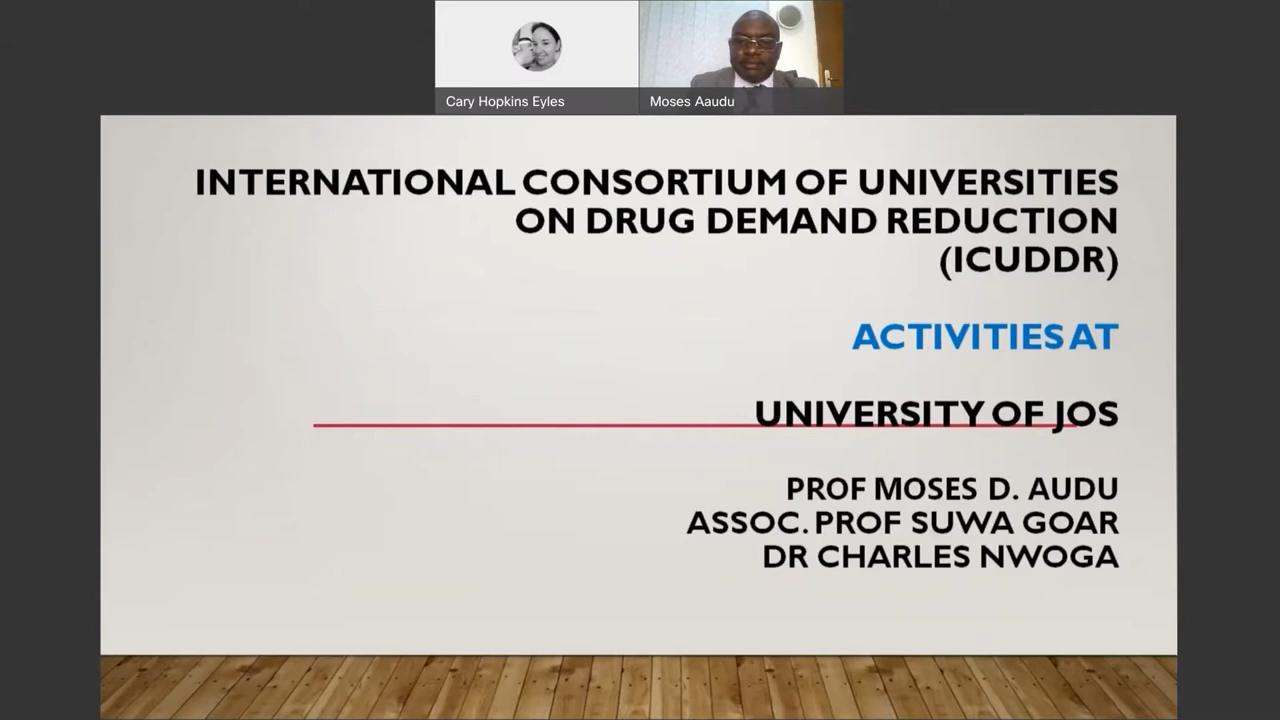 Cary Hopkins Eyles
Moses Aaudu
INTERNATIONAL CONSORTIUM OF UNIVERSITIES
ON DRUG DEMAND REDUCTION
(ICUDDR)
ACTIVITIES AT
UNIVERSITY OF JOS
PROF MOSES D. AUDU
ASSOC. PROF SUWA GOAR
DR CHARLES NWOGA